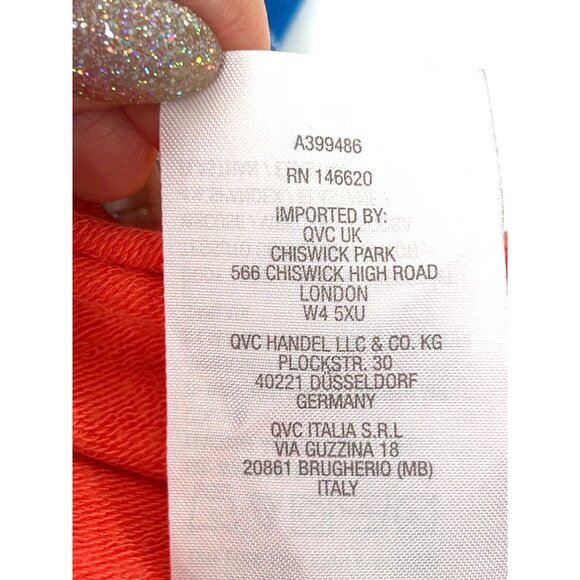 A399486
RN 146620
IMPORTED BY:
QVC UK
CHISWICK PARK
566 CHISWICK HIGH ROAD
LONDON
W4 5XU
QVC HANDEL LLC & CO. KG
PLOCKSTR. 30
40221 DÜSSELDORF
GERMANY
QVC ITALIA S.R.L
VIA GUZZINA 18
20861 BRUGHERIO (MB)
ITALY